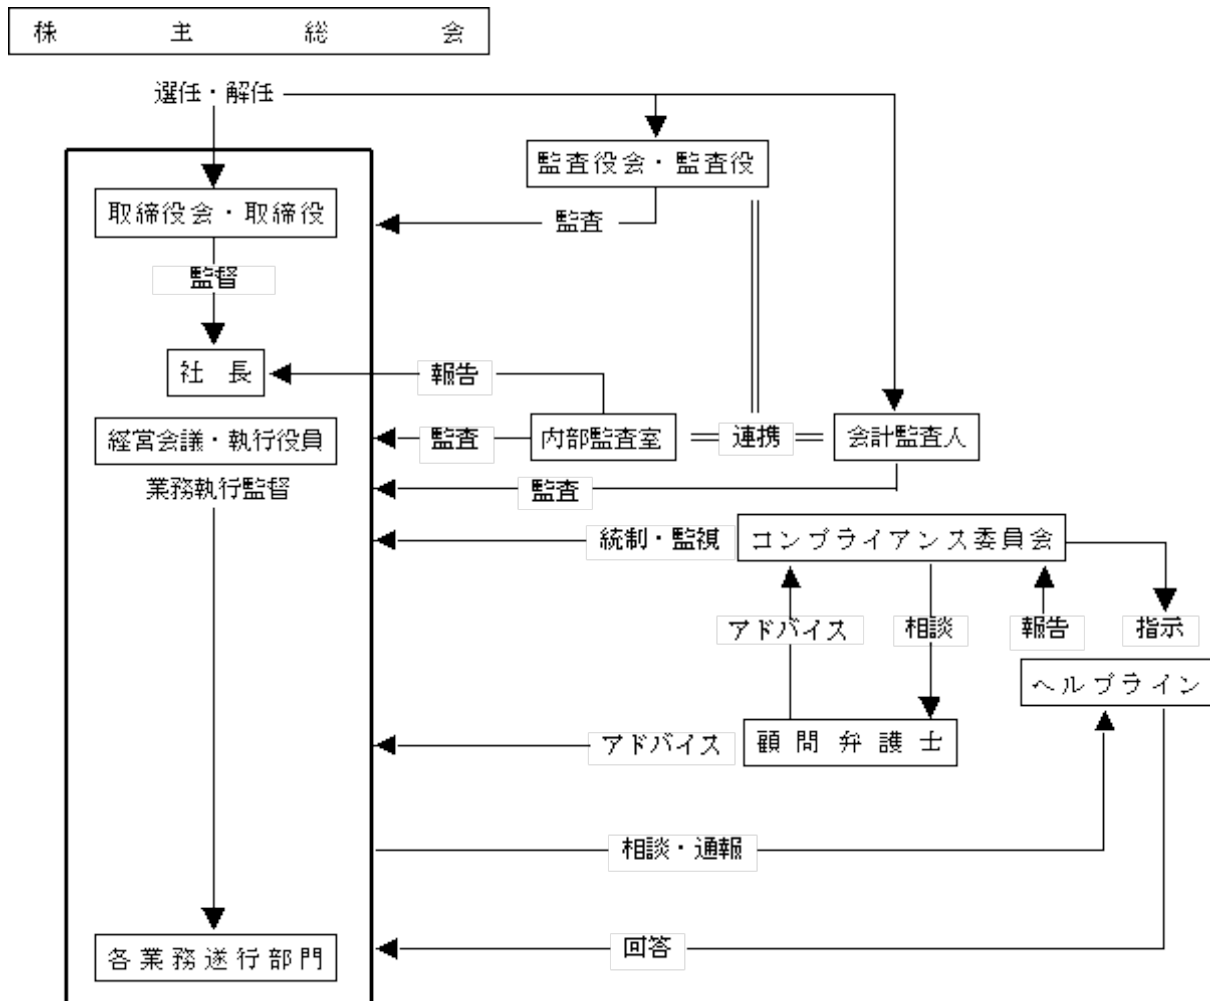 株主総会
選任・解任
監査役会・監査役
取締役会・取締役
監査
監督
社長
報告
経営会議・執行役員
監査
内部監査室
連携
会計監査人
業務執行監督
監査
統制・監視
コンプライアンス委員会
アドバイス
相談
報告
指示
ヘルプライン
アドバイス
顧問弁護士
相談・通報
回答
各業務遂行部門